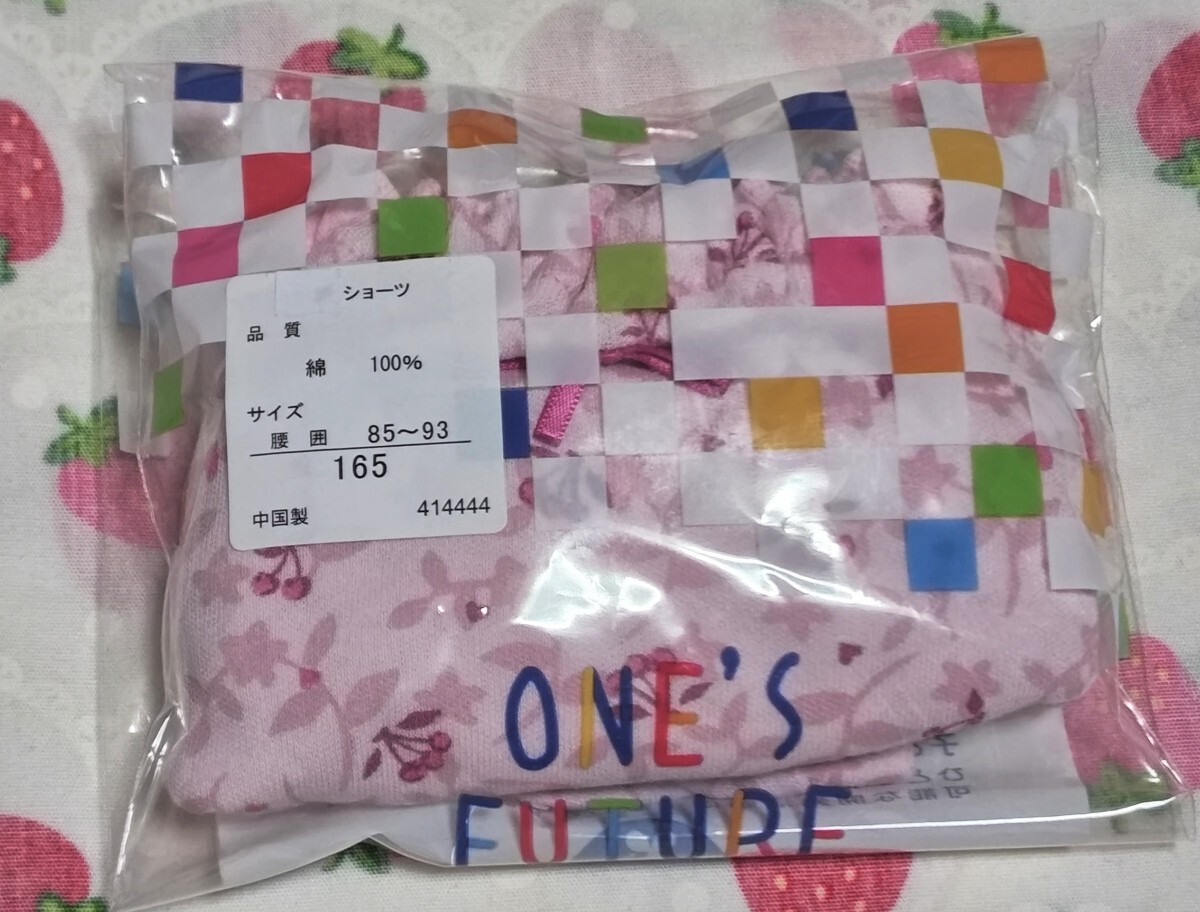 ショーツ
品 質
綿 100%
サイズ
腰 囲 85～93
165
中国製 414444
ONE'S
FUTURE